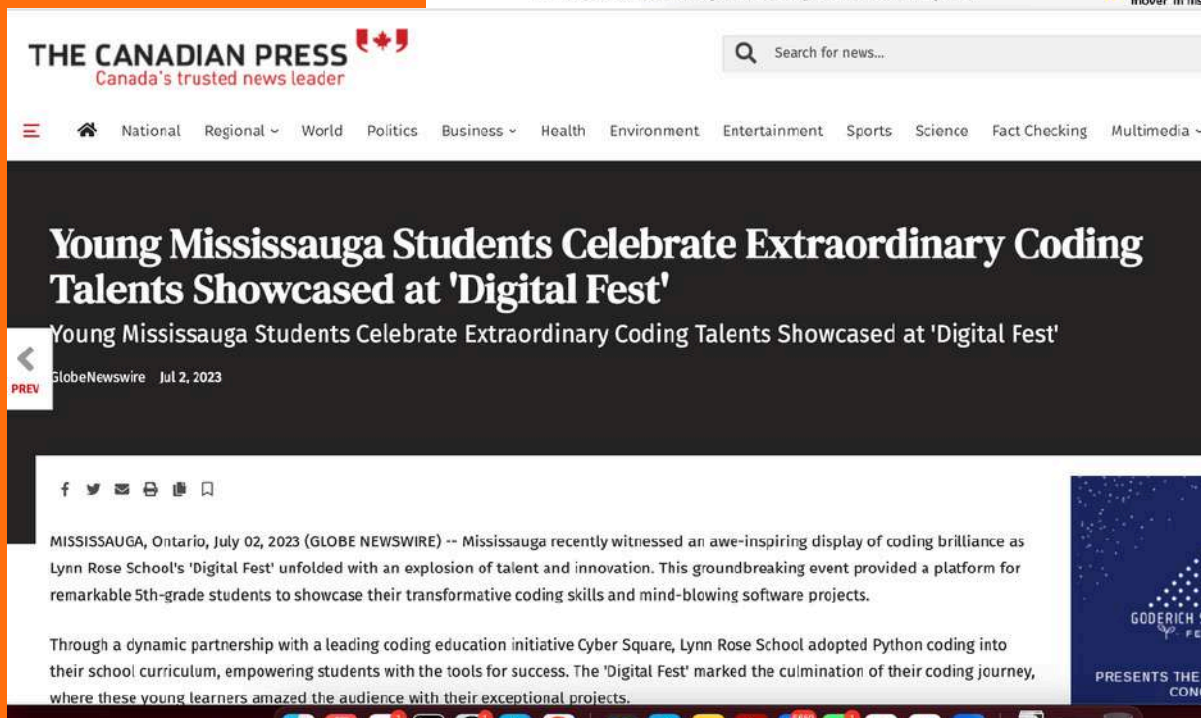 THE CANADIAN PRESS
Canada's trusted news leader
Search for news...
National Regional World Politics Business Health Environment Entertainment Sports Science Fact Checking Multimedia
Young Mississauga Students Celebrate Extraordinary Coding
Talents Showcased at 'Digital Fest'
Young Mississauga Students Celebrate Extraordinary Coding Talents Showcased at 'Digital Fest'
PREV
GlobeNewswire Jul 2, 2023
MISSISSAUGA, Ontario, July 02, 2023 (GLOBE NEWSWIRE) -- Mississauga recently witnessed an awe-inspiring display of coding brilliance as
Lynn Rose School's 'Digital Fest' unfolded with an explosion of talent and innovation. This groundbreaking event provided a platform for
remarkable 5th-grade students to showcase their transformative coding skills and mind-blowing software projects.
Through a dynamic partnership with a leading coding education initiative Cyber Square, Lynn Rose School adopted Python coding into
their school curriculum, empowering students with the tools for success. The 'Digital Fest' marked the culmination of their coding journey,
where these young learners amazed the audience with their exceptional projects.
GODERICH
PRESENTS THE